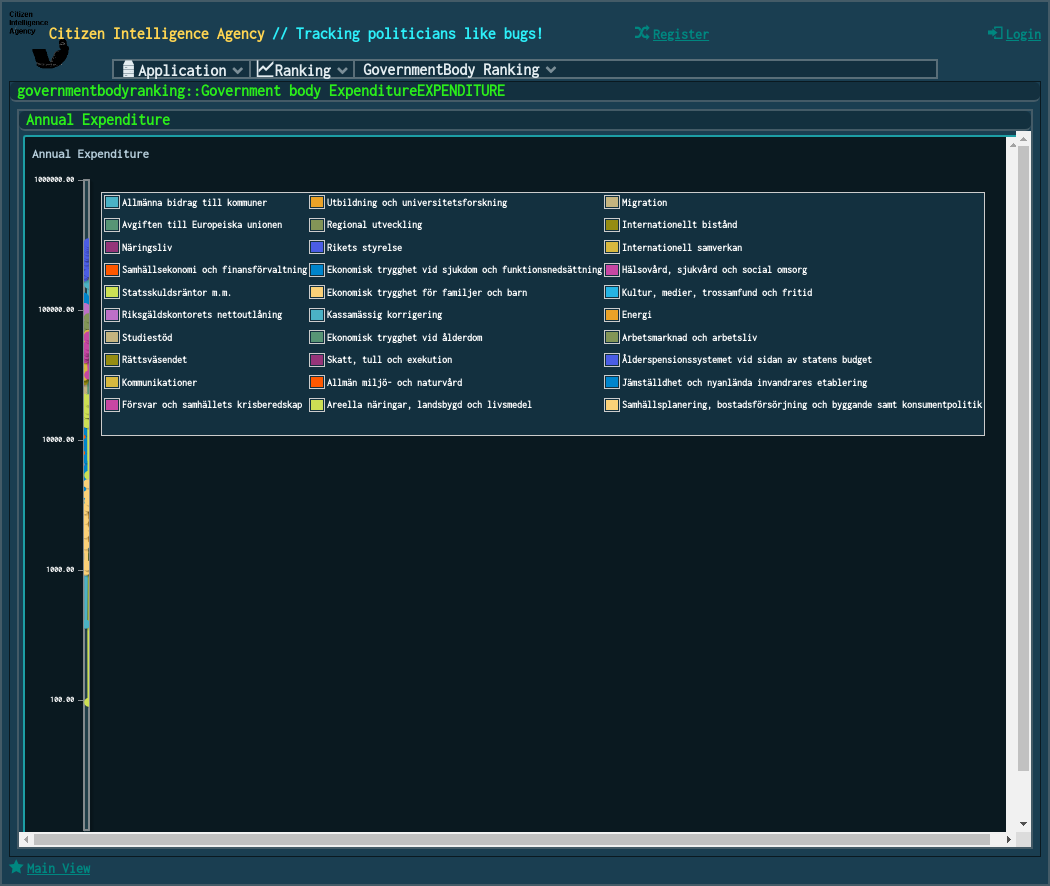 Citizen
Intelligence
Agency
Citizen Intelligence Agency // Tracking politicians like bugs!
Register
Login
Application
Ranking
GovernmentBody Ranking
governmentbodyranking::Government body ExpenditureEXPENDITURE
Annual Expenditure
Annual Expenditure
1000000.00
100000.00
10000.00
1000.00
100.00
Allmänna bidrag till kommuner
Utbildning och universitetsforskning
Migration
Avgiften till Europeiska unionen
Regional utveckling
Internationellt bistånd
Näringsliv
Rikets styrelse
Internationell samverkan
Samhällsekonomi och finansförvaltning
Ekonomisk trygghet vid sjukdom och funktionsnedsättning
Hälsovård, sjukvård och social omsorg
Statsskuldsräntor m.m.
Ekonomisk trygghet för familjer och barn
Kultur, medier, trossamfund och fritid
Riksgäldskontorets nettoutlåning
Kassamässig korrigering
Energi
Studiestöd
Ekonomisk trygghet vid ålderdom
Arbetsmarknad och arbetsliv
Rättsväsendet
Skatt, tull och exekution
Ålderspensionssystemet vid sidan av statens budget
Kommunikationer
Allmän miljö- och naturvård
Jämställdhet och nyanlända invandrares etablering
Försvar och samhällets krisberedskap
Areella näringar, landsbygd och livsmedel
Samhällsplanering, bostadsförsörjning och byggande samt konsumentpolitik
Main View